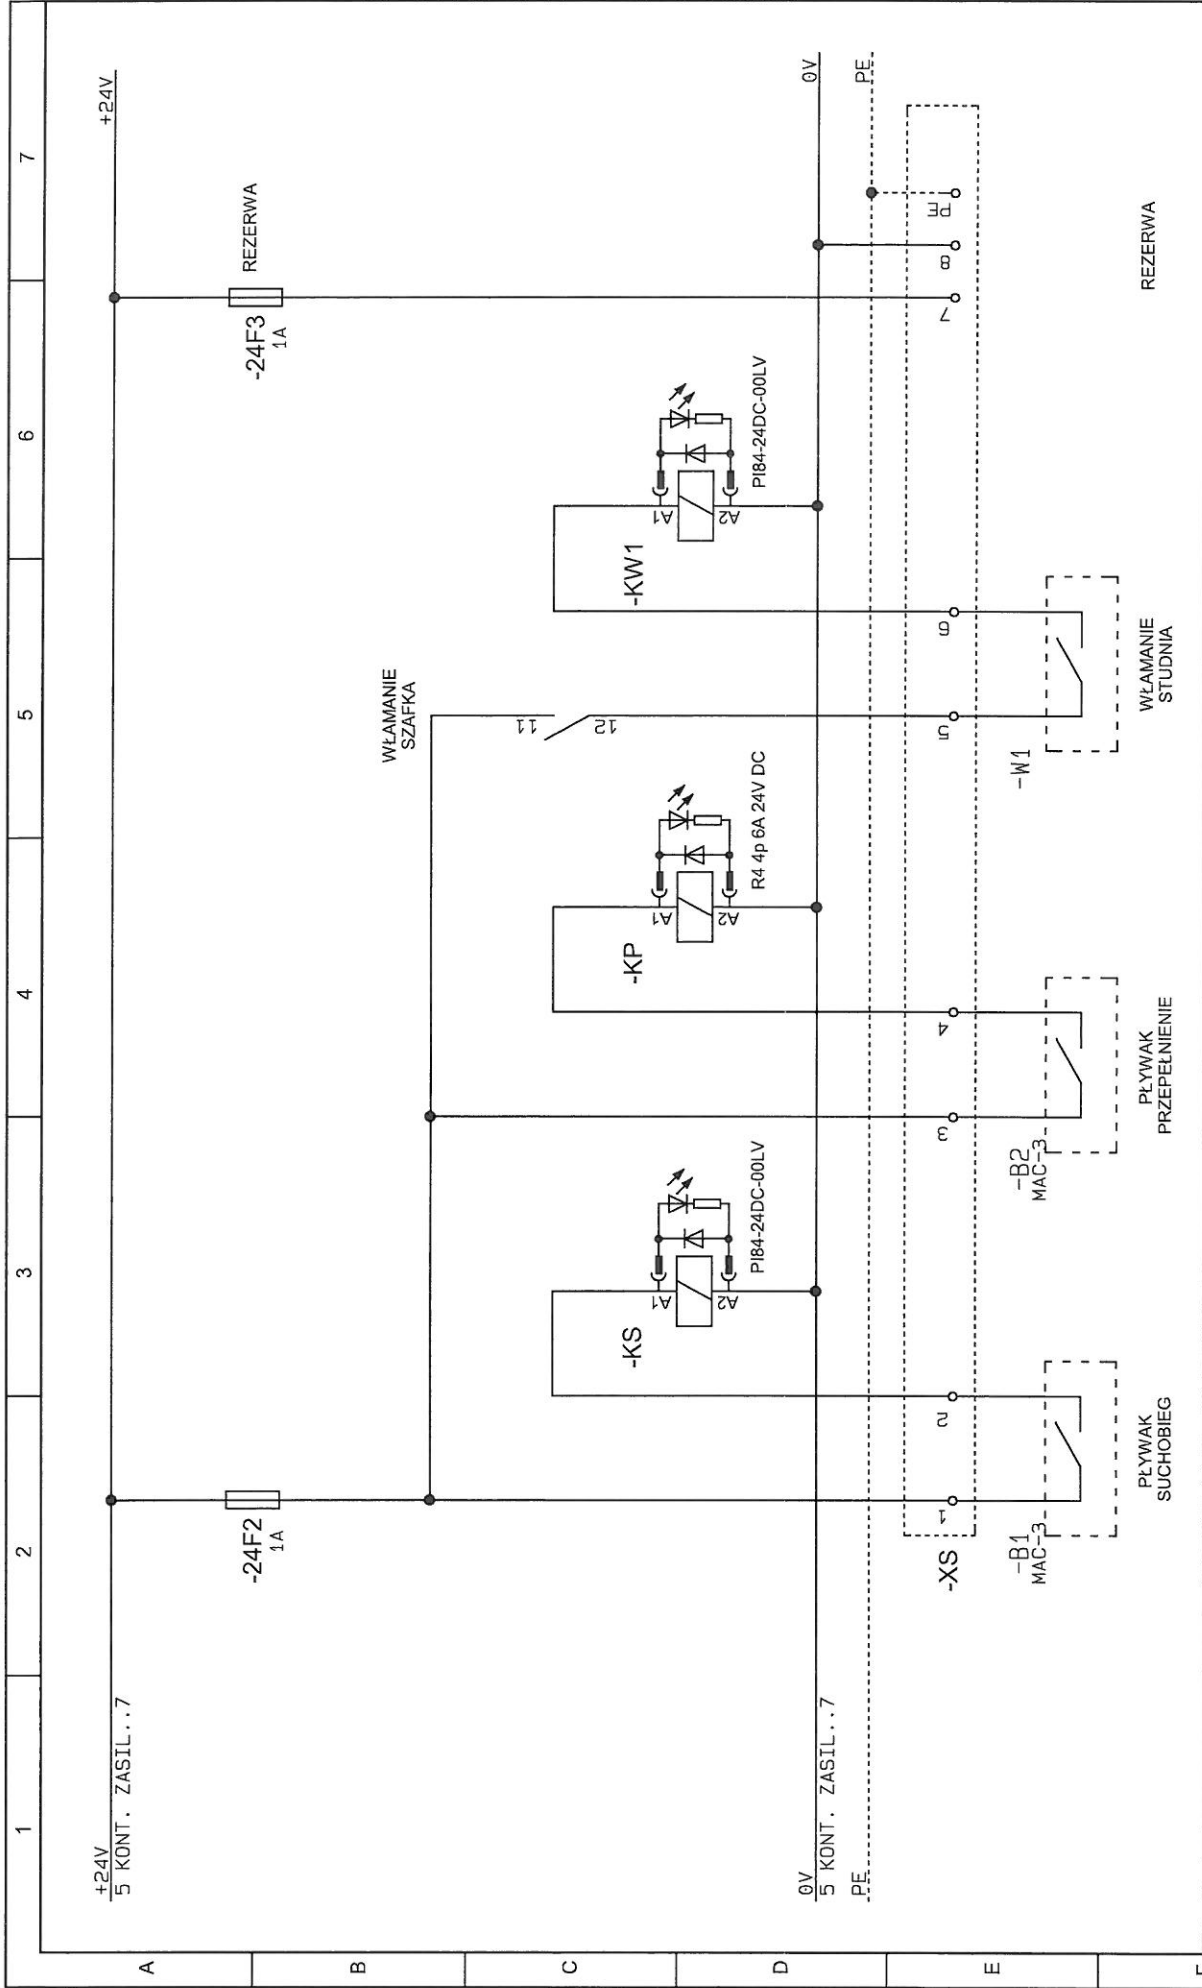 1
2
3
4
5
6
7
A
B
C
D
E
+24V
5 KONT. ZASIL..7
+24V
-24F2
1A
-24F3
1A
REZERWA
WŁAMANIE
SZAFKA
11
12
-KS
A1
A2
PI84-24DC-00LV
-KP
A1
A2
R4 4p 6A 24V DC
-KW1
A1
A2
PI84-24DC-00LV
0V
5 KONT. ZASIL..7
0V
PE
PE
-XS
1
2
3
4
5
6
7
8
PE
-B1
MAC-3
-B2
MAC-3
-W1
PŁYWAK
SUCHOBIEG
PŁYWAK
PRZEPEŁNIENIE
WŁAMANIE
STUDNIA
REZERWA